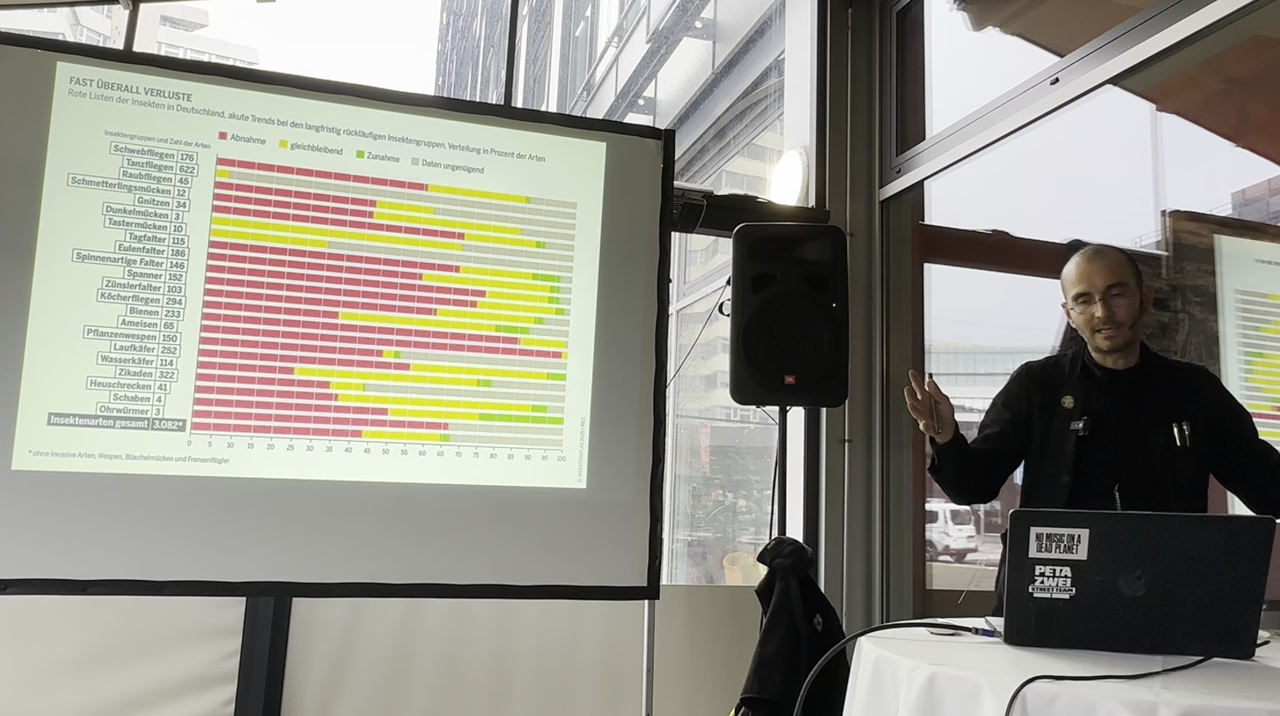 FAST ÜBERALL VERLUSTE
Rote Listen der Insekten in Deutschland, akute Trends bei den langfristig rückläufigen Insektengruppen, Verteilung in Prozent der Arten
Insektengruppen und Zahl der Arten
Abnahme gleichbleibend Zunahme Daten ungenügend
Schwebfliegen 176
Tanzfliegen 622
Raubfliegen 45
Schmetterlingsmücken 12
Gnitzen 34
Dunkelmücken 3
Tastermücken 10
Tagfalter 115
Eulenfalter 186
Spinnenartige Falter 146
Spanner 152
Zünslerfalter 103
Köcherfliegen 294
Bienen 233
Ameisen 65
Pflanzenwespen 150
Laufkäfer 252
Wasserkäfer 114
Zikaden 322
Heuschrecken 41
Schaben 4
Ohrwürmer 3
Insektenarten gesamt 3.082*
0 5 10 15 20 25 30 35 40 45 50 55 60 65 70 75 80 85 90 95 100
* ohne invasive Arten, Wespen, Büschelmücken und Fransenflügler
JBL
NO MUSIC ON A
DEAD PLANET
PETA
ZWEI
STREET TEAM